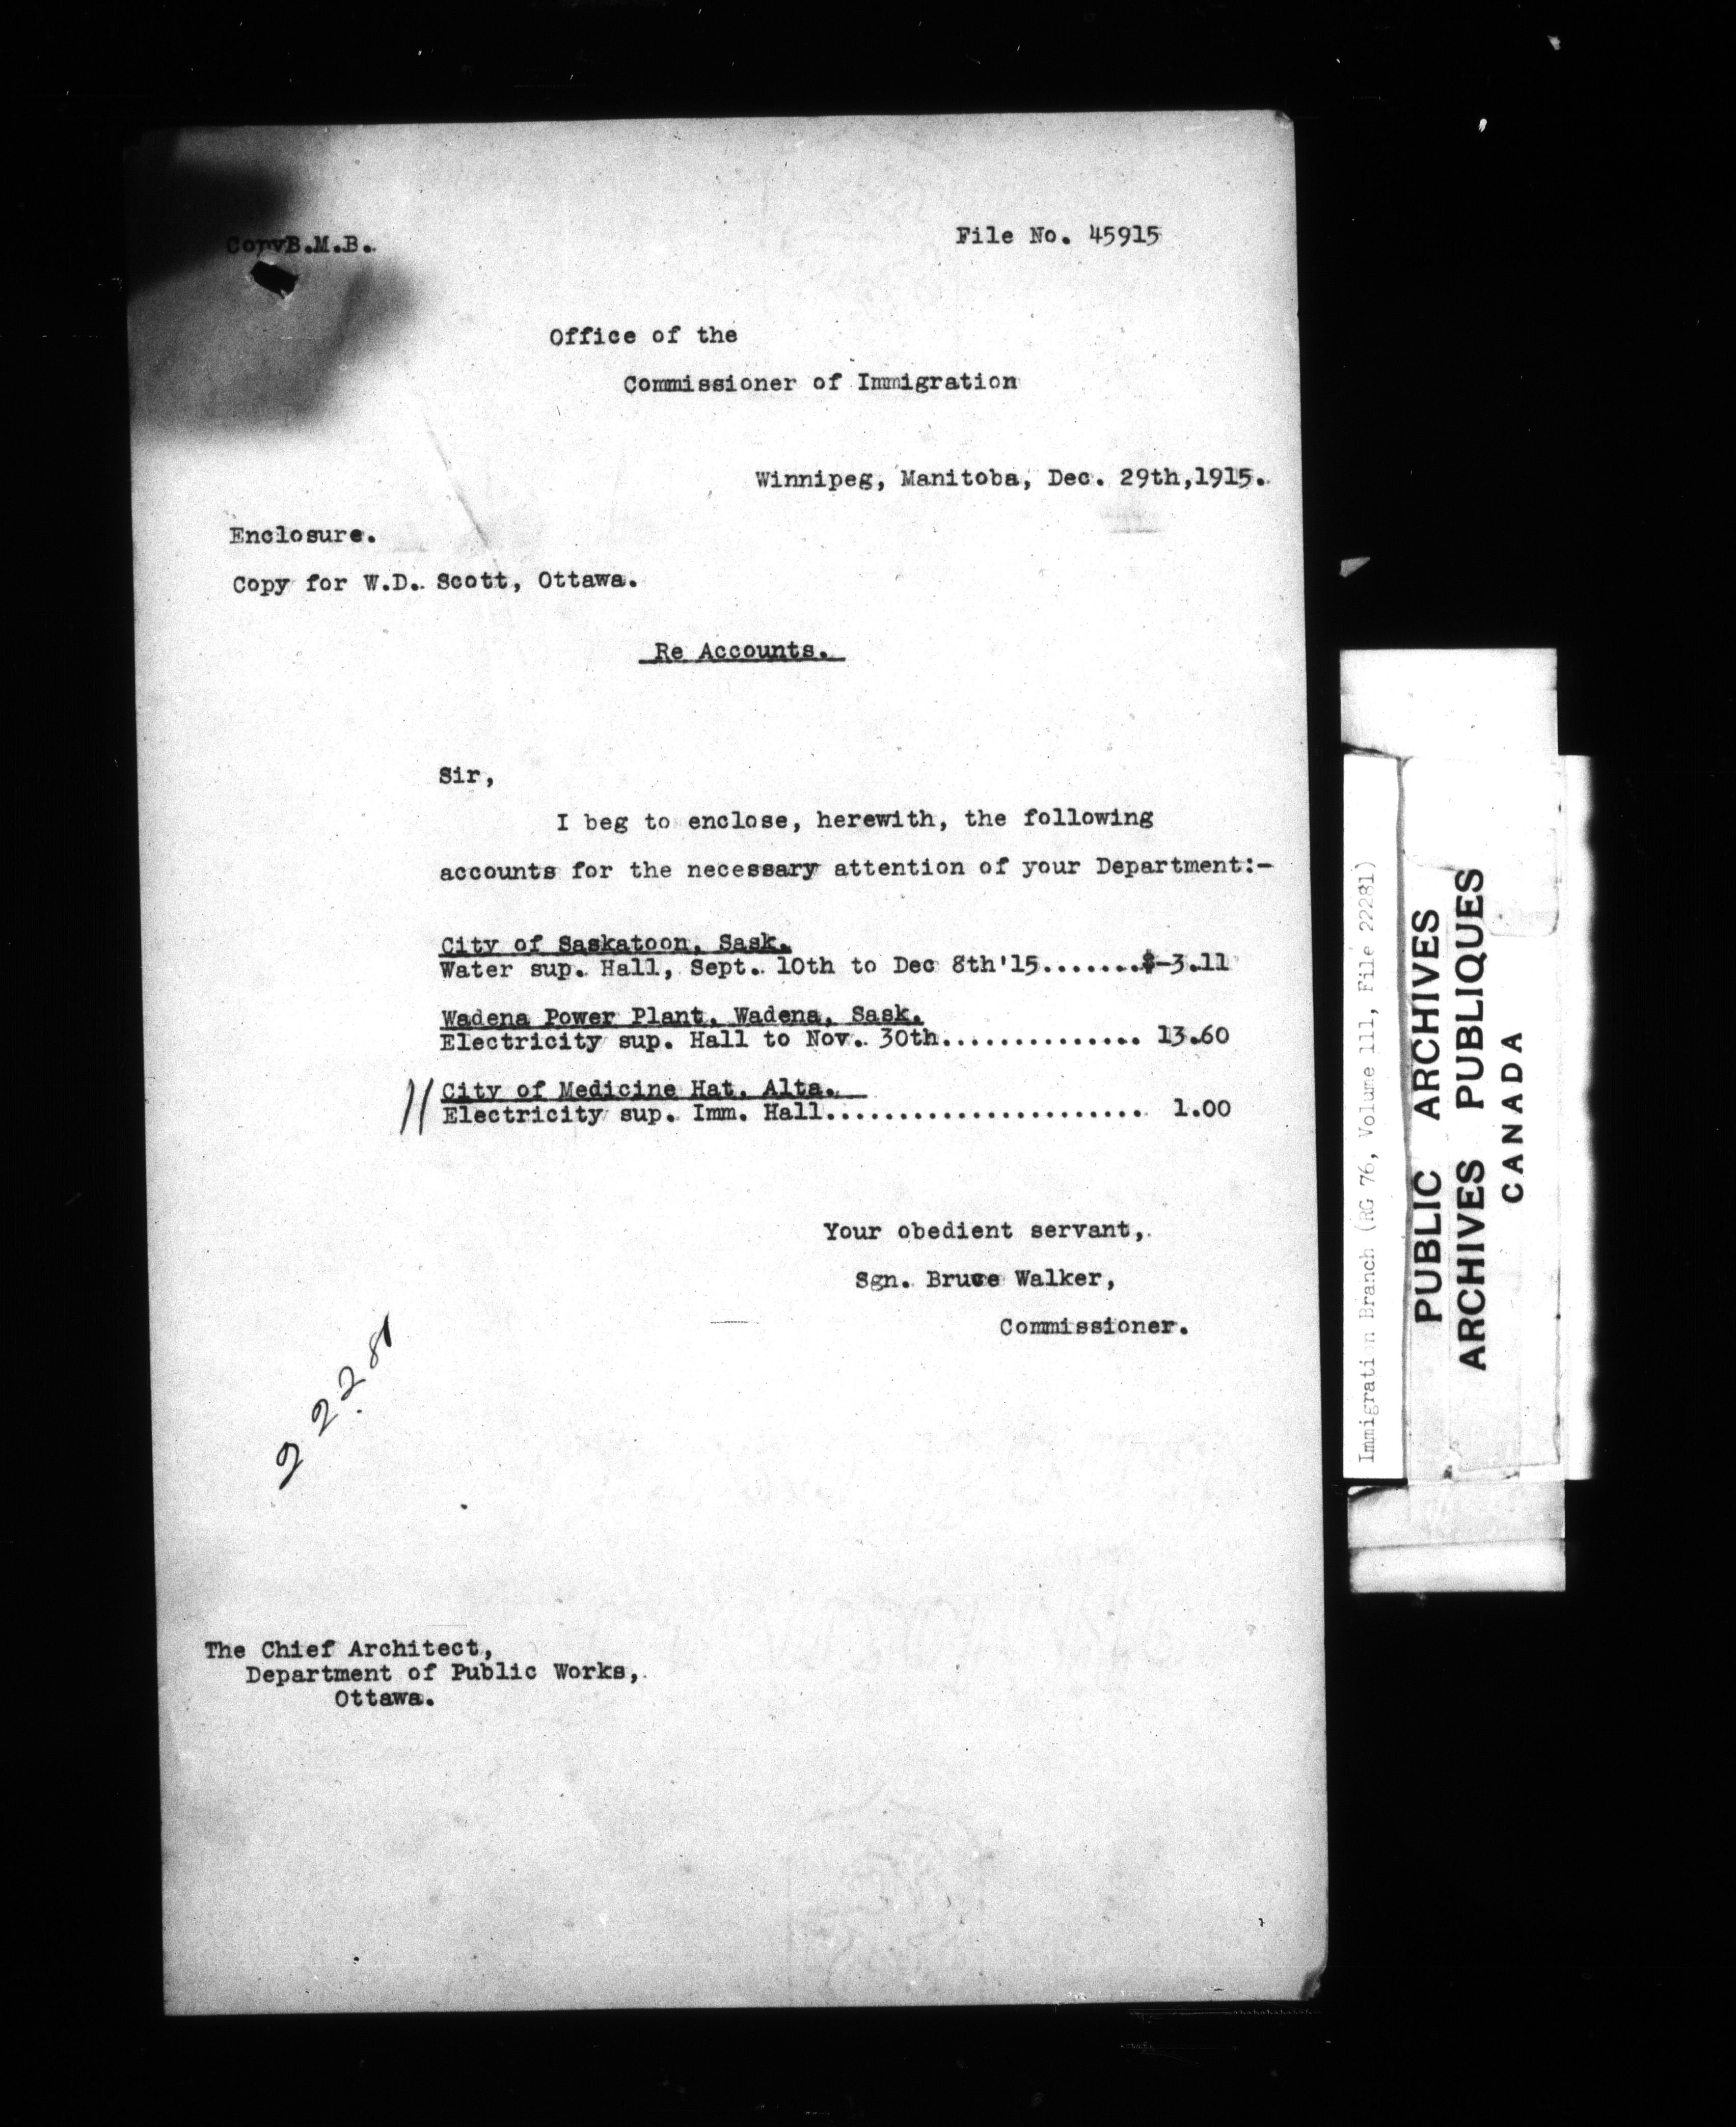 CopyB.M.B.
File No. 45915
Office of the
Commissioner of Immigration
Winnipeg, Manitoba, Dec. 29th,1915.
Enclosure.
Copy for W.D. Scott, Ottawa.
Re Accounts.
Sir,
I beg to enclose, herewith, the following
accounts for the necessary attention of your Department:-
City of Saskatoon, Sask.
Water sup. Hall, Sept. 10th to Dec 8th'15.......$-3.11
Wadena Power Plant, Wadena, Sask.
Electricity sup. Hall to Nov. 30th.............. 13.60
City of Medicine Hat, Alta.
Electricity sup. Imm. Hall...................... 1.00
Your obedient servant,
Sgn. Bruce Walker,
Commissioner.
22281
The Chief Architect,
Department of Public Works,
Ottawa.
Immigrati n Branch (RG 76, Volume 111, File 22281)
PUBLIC ARCHIVES
ARCHIVES PUBLIQUES
CANADA